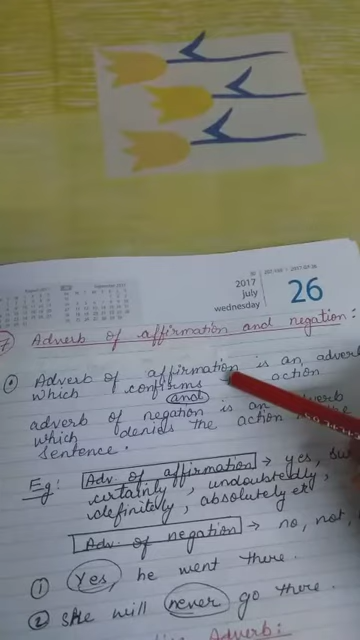 2017
july
wednesday
26
7 Adverb of affirmation and negation:
Adverb of affirmation is an adverb
which confirms action
and
adverb of negation is an adverb
which denies the action
sentence.
Eg: Adv. of affirmation → yes,
certainly, undoubtedly,
definitely, absolutely etc
Adv. of negation → no, not,
① Yes, he went there.
② she will never go there.
Adverb: